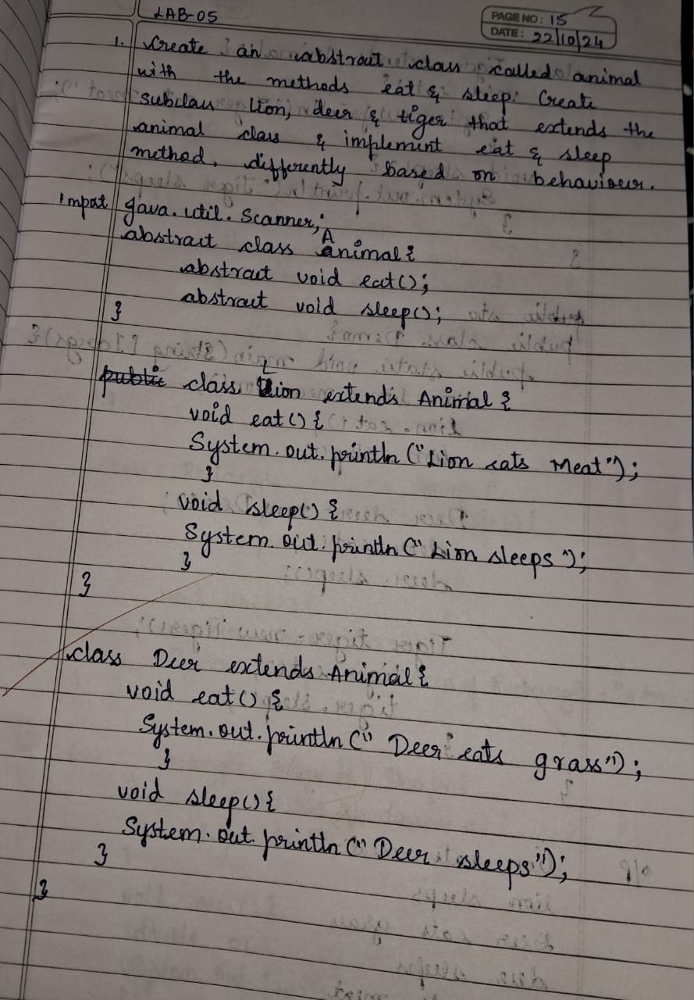 LAB-05
PAGE NO: 15
DATE: 22/10/24
1. Create an abstract class called animal
with the methods eat & sleep. Create
subclass lion, deer & tiger that extends the
animal class & implement eat & sleep
method, differently based on behaviour.
Impot java.util.Scanner;
abstract class Animal{
abstract void eat();
abstract void sleep();
}
public class Lion extends Animal {
void eat() {
System.out.println("Lion eats Meat");
}
void sleep() {
System.out.println("Lion sleeps");
}
}
class Deer extends Animal{
void eat() {
System.out.println("Deer eats grass");
}
void sleep(){
System.out.println("Deer sleeps");
}
}